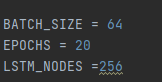 BATCH_SIZE = 64
EPOCHS = 20
LSTM_NODES =256